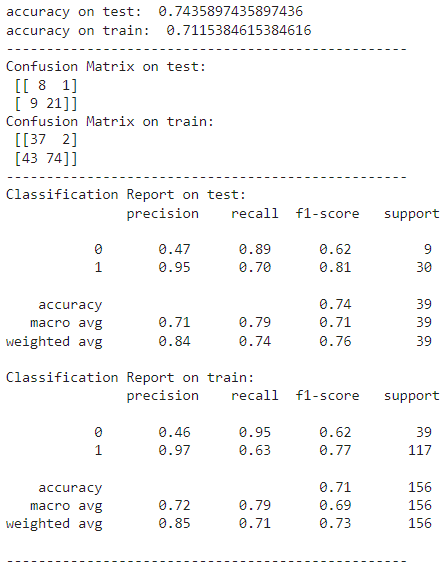 accuracy on test:  0.7435897435897436
accuracy on train:  0.7115384615384616
--------------------------------------------------
Confusion Matrix on test:
 [[ 8  1]
 [ 9 21]]
Confusion Matrix on train:
 [[37  2]
 [43 74]]
--------------------------------------------------
Classification Report on test:
               precision    recall  f1-score   support

           0       0.47      0.89      0.62         9
           1       0.95      0.70      0.81        30

    accuracy                           0.74        39
   macro avg       0.71      0.79      0.71        39
weighted avg       0.84      0.74      0.76        39

Classification Report on train:
               precision    recall  f1-score   support

           0       0.46      0.95      0.62        39
           1       0.97      0.63      0.77       117

    accuracy                           0.71       156
   macro avg       0.72      0.79      0.69       156
weighted avg       0.85      0.71      0.73       156

--------------------------------------------------